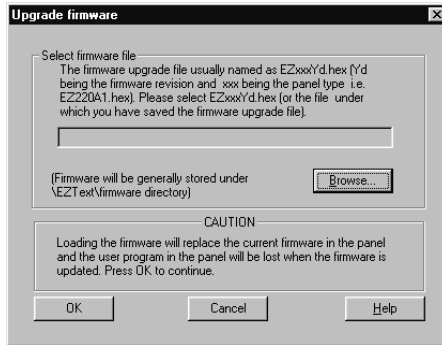 Upgrade firmware
Select firmware file
The firmware upgrade file usually named as EZxxxYd.hex (Yd
being the firmware revision and xxx being the panel type i.e.
EZ220A1.hex). Please select EZxxxYd.hex (or the file under
which you have saved the firmware upgrade file).
(Firmware will be generally stored under
\EZText\firmware directory)
Browse...
CAUTION
Loading the firmware will replace the current firmware in the panel
and the user program in the panel will be lost when the firmware is
updated. Press OK to continue.
OK
Cancel
Help